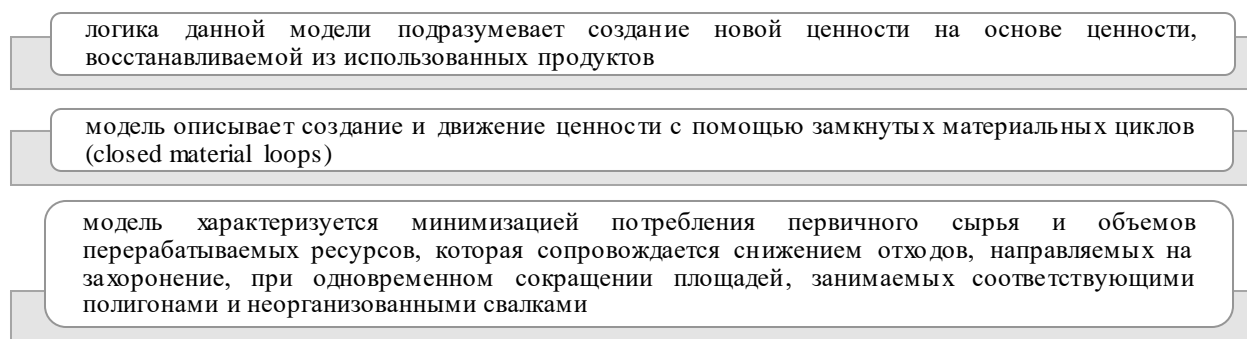 логика данной модели подразумевает создание новой ценности на основе ценности,
восстанавливаемой из использованных продуктов
модель описывает создание и движение ценности с помощью замкнутых материальных циклов
(closed material loops)
модель характеризуется минимизацией потребления первичного сырья и объемов
перерабатываемых ресурсов, которая сопровождается снижением отходов, направляемых на
захоронение, при одновременном сокращении площадей, занимаемых соответствующими
полигонами и неорганизованными свалками